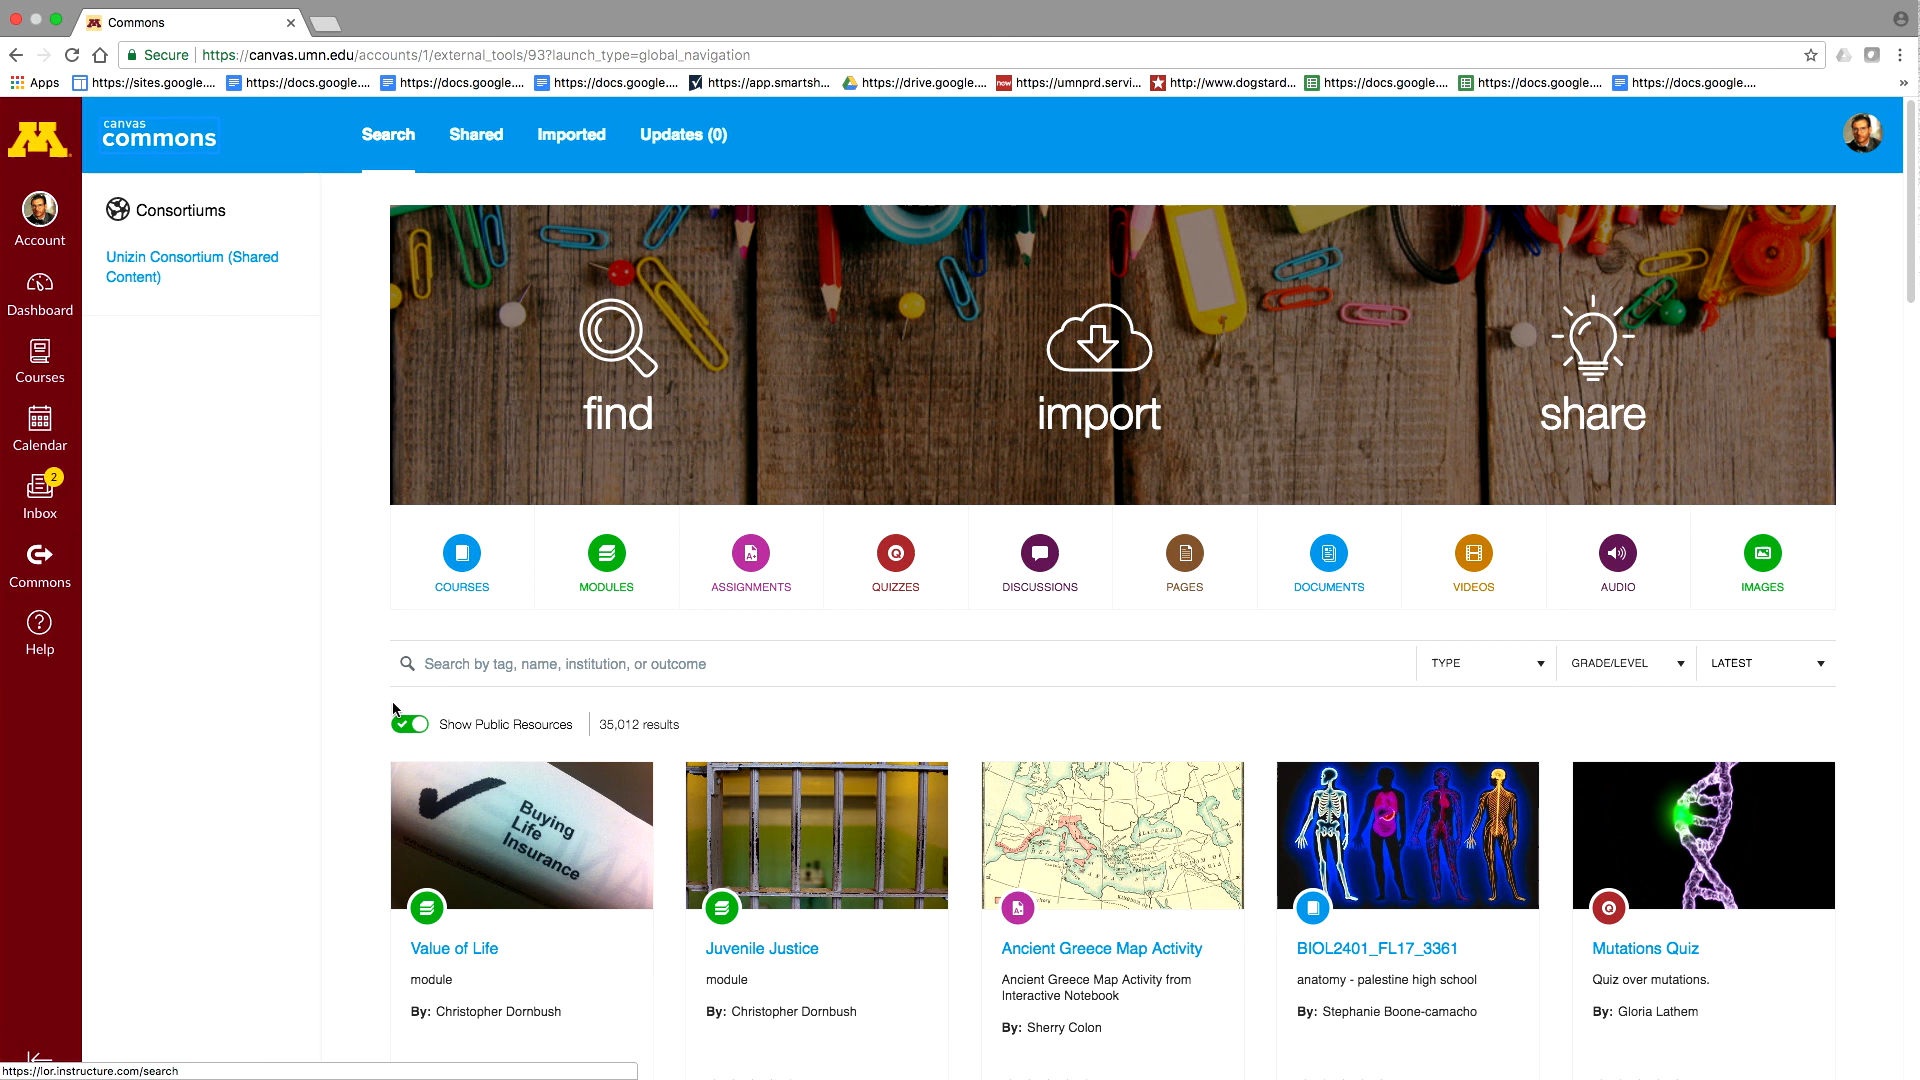 Commons
Secure
https://canvas.umn.edu/accounts/1/external_tools/93?launch_type=global_navigation
Apps
https://sites.google....
https://docs.google....
https://docs.google....
https://docs.google....
https://app.smartsh...
https://drive.google....
now
https://umnprd.servi...
http://www.dogstard...
https://docs.google....
https://docs.google....
https://docs.google....
»
M
canvas
commons
Search
Shared
Imported
Updates (0)
Account
Dashboard
Courses
Calendar
2
Inbox
Commons
Help
Consortiums
Unizin Consortium (Shared
Content)
find
import
share
COURSES
MODULES
ASSIGNMENTS
QUIZZES
DISCUSSIONS
PAGES
DOCUMENTS
VIDEOS
AUDIO
IMAGES
Search by tag, name, institution, or outcome
TYPE
GRADE/LEVEL
LATEST
Show Public Resources
35,012 results
Buying
Life
Insurance
BLACK SEA
Value of Life
module
By: Christopher Dornbush
Juvenile Justice
module
By: Christopher Dornbush
Ancient Greece Map Activity
Ancient Greece Map Activity from
Interactive Notebook
By: Sherry Colon
BIOL2401_FL17_3361
anatomy - palestine high school
By: Stephanie Boone-camacho
Mutations Quiz
Quiz over mutations.
By: Gloria Lathem
https://lor.instructure.com/search